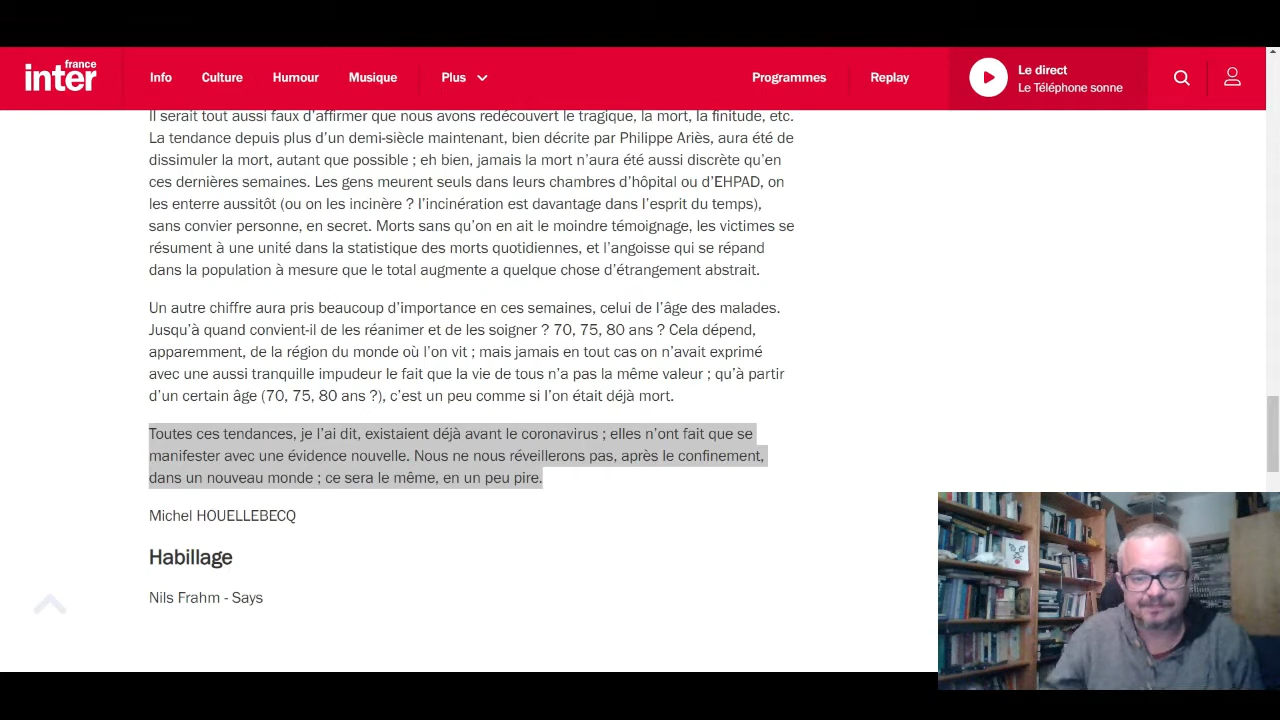 france
inter
Info
Culture
Humour
Musique
Plus
Programmes
Replay
Le direct
Le Téléphone sonne
Il serait tout aussi faux d’affirmer que nous avons redécouvert le tragique, la mort, la finitude, etc.
La tendance depuis plus d’un demi-siècle maintenant, bien décrite par Philippe Ariès, aura été de
dissimuler la mort, autant que possible ; eh bien, jamais la mort n’aura été aussi discrète qu’en
ces dernières semaines. Les gens meurent seuls dans leurs chambres d’hôpital ou d’EHPAD, on
les enterre aussitôt (ou on les incinère ? l’incinération est davantage dans l’esprit du temps),
sans convier personne, en secret. Morts sans qu’on en ait le moindre témoignage, les victimes se
résument à une unité dans la statistique des morts quotidiennes, et l’angoisse qui se répand
dans la population à mesure que le total augmente a quelque chose d’étrangement abstrait.
Un autre chiffre aura pris beaucoup d’importance en ces semaines, celui de l’âge des malades.
Jusqu’à quand convient-il de les réanimer et de les soigner ? 70, 75, 80 ans ? Cela dépend,
apparemment, de la région du monde où l’on vit ; mais jamais en tout cas on n’avait exprimé
avec une aussi tranquille impudeur le fait que la vie de tous n’a pas la même valeur ; qu’à partir
d’un certain âge (70, 75, 80 ans ?), c’est un peu comme si l’on était déjà mort.
Toutes ces tendances, je l’ai dit, existaient déjà avant le coronavirus ; elles n’ont fait que se
manifester avec une évidence nouvelle. Nous ne nous réveillerons pas, après le confinement,
dans un nouveau monde ; ce sera le même, en un peu pire.
Michel HOUELLEBECQ
Habillage
Nils Frahm - Says